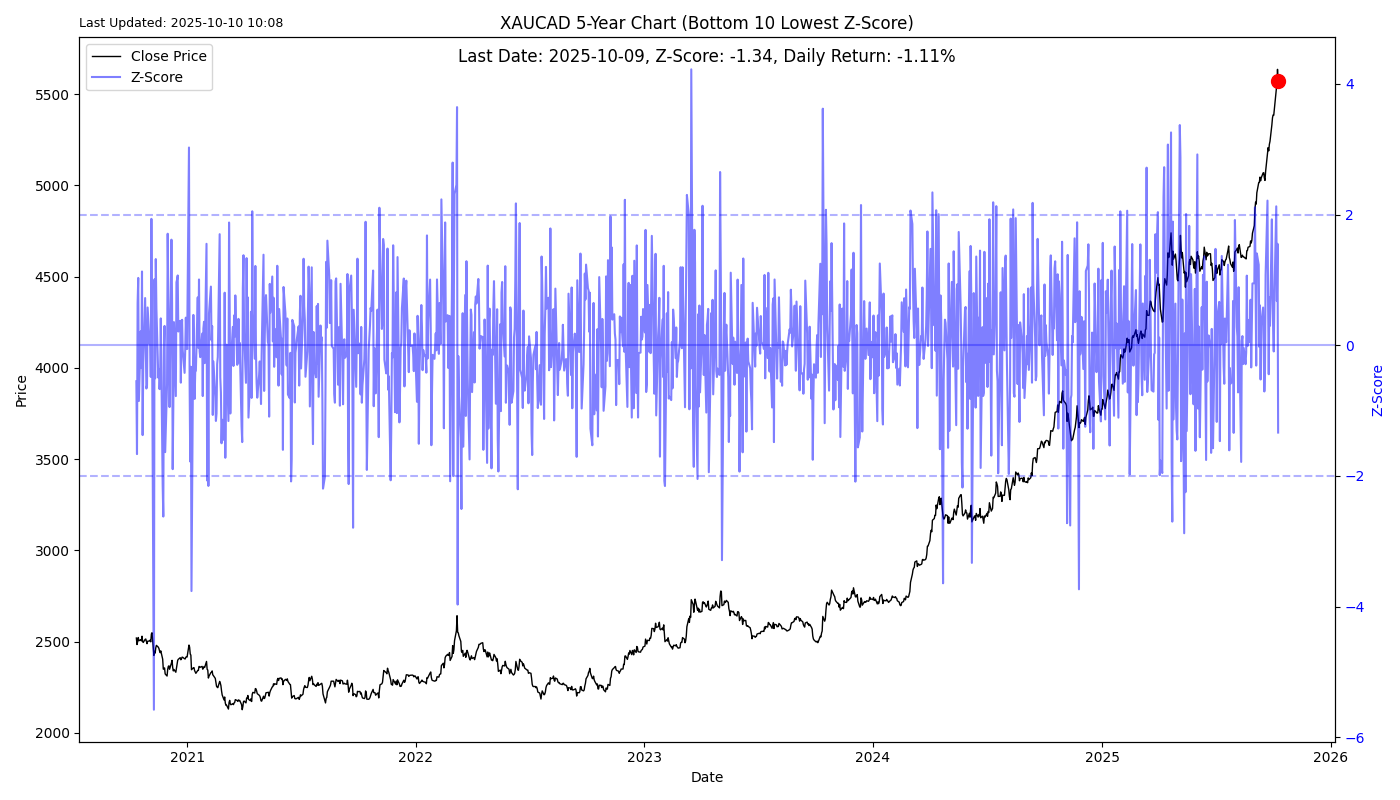 Last Updated: 2025-10-10 10:08
XAUCAD 5-Year Chart (Bottom 10 Lowest Z-Score)
Last Date: 2025-10-09, Z-Score: -1.34, Daily Return: -1.11%
Close Price
Z-Score
5500
5000
4500
4000
3500
3000
2500
2000
Price
4
2
0
−2
−4
−6
Z-Score
2021
2022
2023
2024
2025
2026
Date